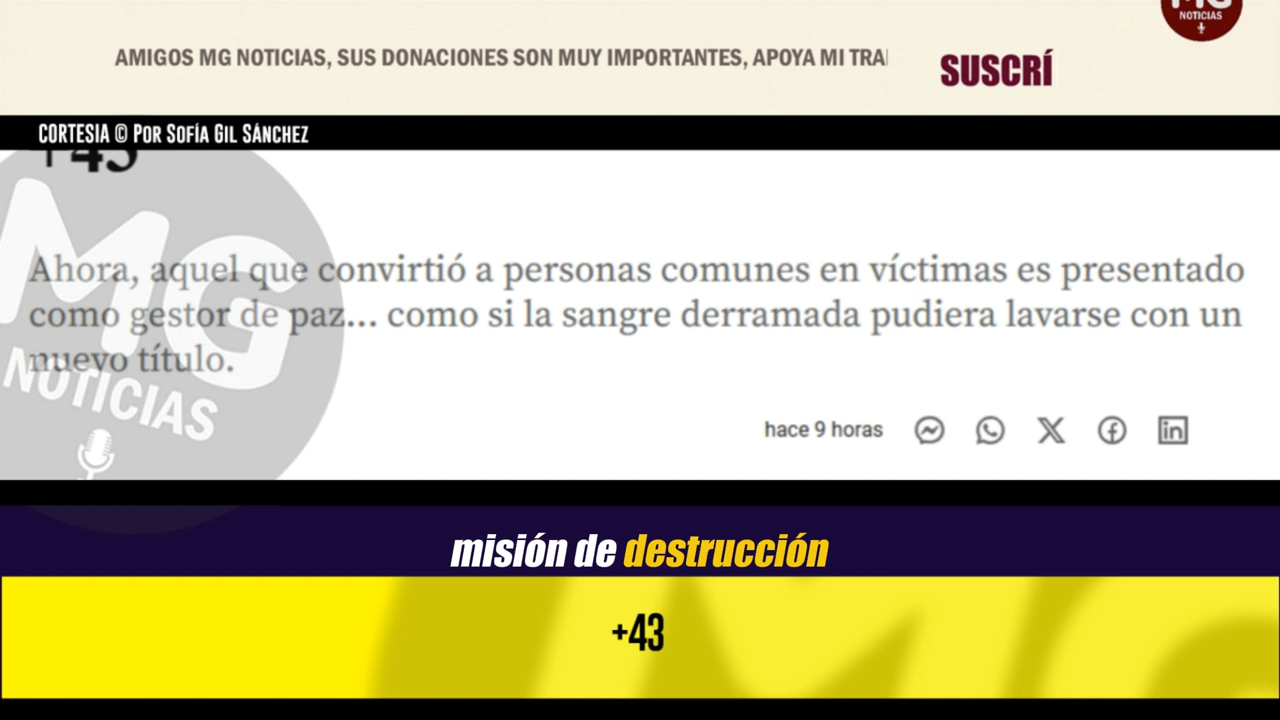 NOTICIAS
AMIGOS MG NOTICIAS, SUS DONACIONES SON MUY IMPORTANTES, APOYA MI
SUSCRÍ
CORTESIA © POR SOFÍA GIL SÁNCHEZ
+43
Ahora, aquel que convirtió a personas comunes en víctimas es presentado
como gestor de paz... como si la sangre derramada pudiera lavarse con un
nuevo título.
MG
NOTICIAS
hace 9 horas
misión de destrucción
+43